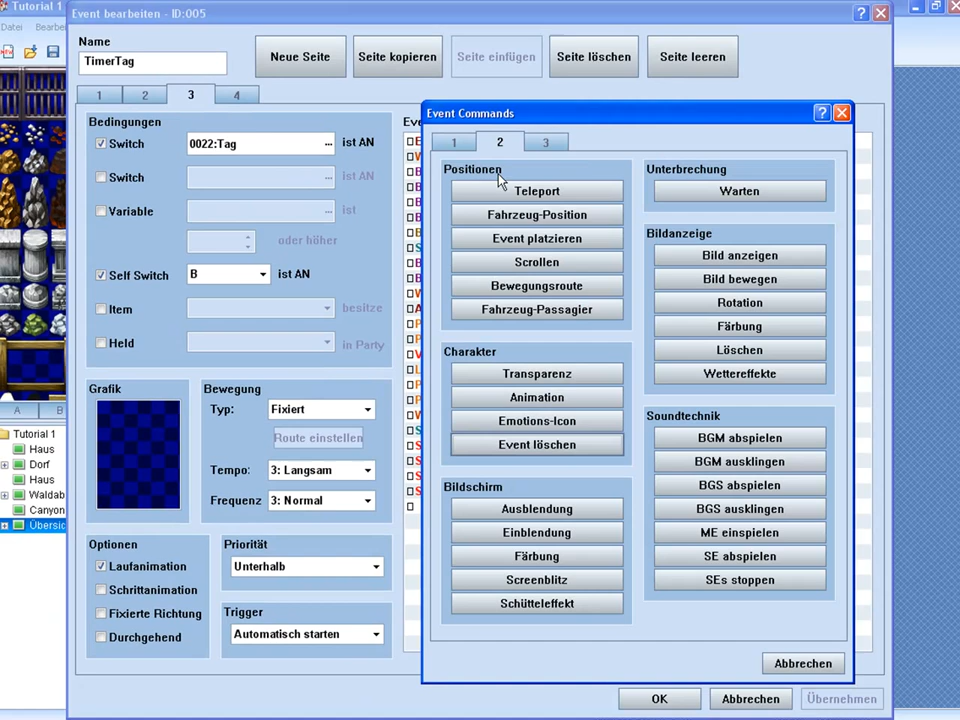 Tutorial 1
Event bearbeiten - ID:005
Datei Bearbe
Name
TimerTag
Neue Seite
Seite kopieren
Seite einfügen
Seite löschen
Seite leeren
1
2
3
4
Bedingungen
Switch
0022:Tag
...
ist AN
Switch
...
ist AN
Variable
...
ist
oder höher
Self Switch
B
ist AN
Item
besitze
Held
in Party
Grafik
Bewegung
Typ:
Fixiert
Route einstellen
Tempo:
3: Langsam
Frequenz
3: Normal
Optionen
Laufanimation
Schrittanimation
Fixierte Richtung
Durchgehend
Priorität
Unterhalb
Trigger
Automatisch starten
A
B
Tutorial 1
Haus
Dorf
Haus
Waldab
Canyon
Übersic
Event Commands
1
2
3
Positionen
Teleport
Fahrzeug-Position
Event platzieren
Scrollen
Bewegungsroute
Fahrzeug-Passagier
Charakter
Transparenz
Animation
Emotions-Icon
Event löschen
Bildschirm
Ausblendung
Einblendung
Färbung
Screenblitz
Schütteleffekt
Unterbrechung
Warten
Bildanzeige
Bild anzeigen
Bild bewegen
Rotation
Färbung
Löschen
Wettereffekte
Soundtechnik
BGM abspielen
BGM ausklingen
BGS abspielen
BGS ausklingen
ME einspielen
SE abspielen
SEs stoppen
Abbrechen
OK
Abbrechen
Übernehmen